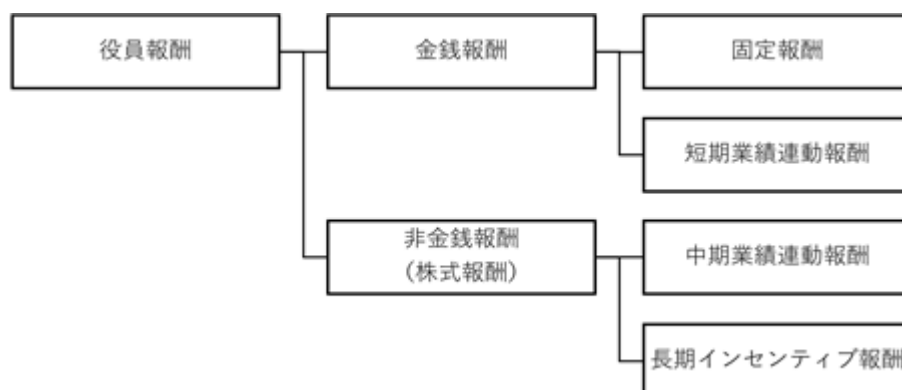 役員報酬
金銭報酬
固定報酬
短期業績連動報酬
非金銭報酬
(株式報酬)
中期業績連動報酬
長期インセンティブ報酬